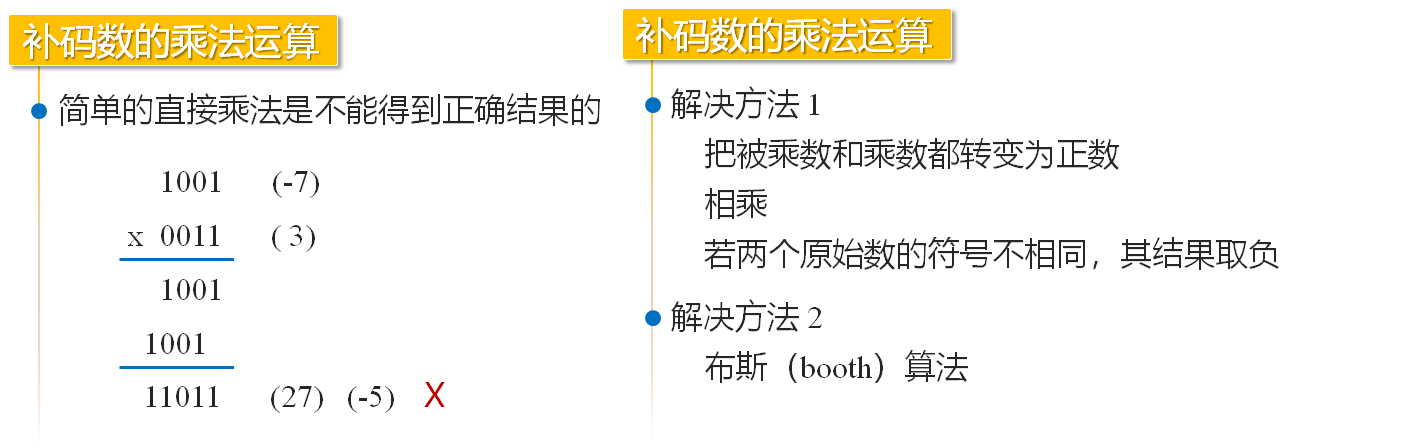 补码数的乘法运算
简单的直接乘法是不能得到正确结果的
1001 (-7)
x 0011 ( 3)
1001
1001
11011 (27) (-5) X
补码数的乘法运算
解决方法 1
把被乘数和乘数都转变为正数
相乘
若两个原始数的符号不相同，其结果取负
解决方法 2
布斯（booth）算法